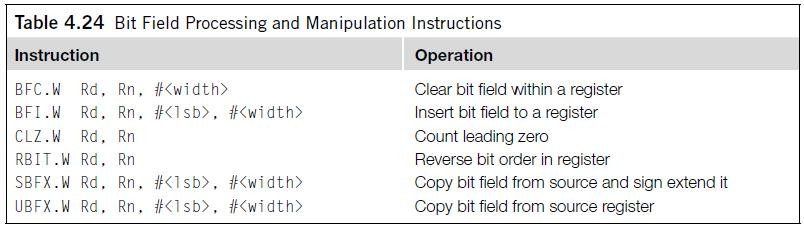 Table 4.24 Bit Field Processing and Manipulation Instructions
Instruction Operation
BFC.W Rd, Rn, #<width> Clear bit field within a register
BFI.W Rd, Rn, #<lsb>, #<width> Insert bit field to a register
CLZ.W Rd, Rn Count leading zero
RBIT.W Rd, Rn Reverse bit order in register
SBFX.W Rd, Rn, #<lsb>, #<width> Copy bit field from source and sign extend it
UBFX.W Rd, Rn, #<lsb>, #<width> Copy bit field from source register